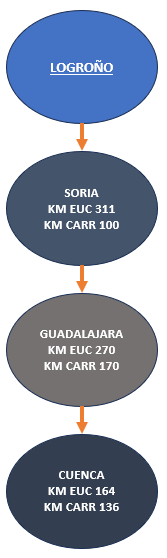 LOGROÑO
SORIA
KM EUC 311
KM CARR 100
GUADALAJARA
KM EUC 270
KM CARR 170
CUENCA
KM EUC 164
KM CARR 136